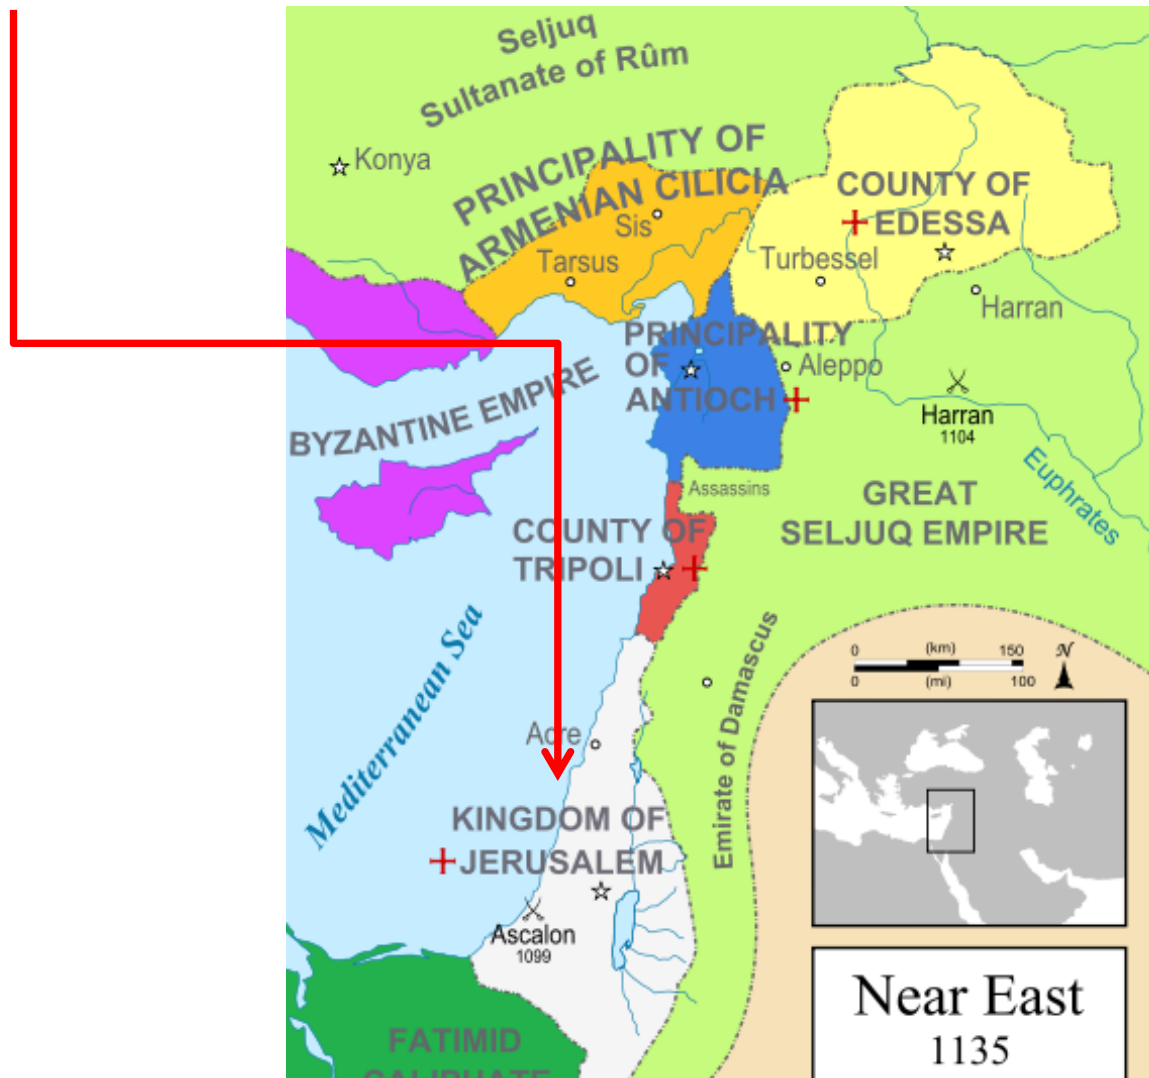 Seljuq
Sultanate of Rûm
Konya
PRINCIPALITY OF
ARMENIAN CILICIA
Sis
Tarsus
COUNTY OF
EDESSA
Turbessel
Harran
PRINCIPALITY
OF
ANTIOCH
Aleppo
Harran
1104
BYZANTINE EMPIRE
Euphrates
Assassins
GREAT
SELJUQ EMPIRE
COUNTY OF
TRIPOLI
Mediterranean Sea
Emirate of Damascus
0 (km) 150 N
0 (mi) 100
Acre
KINGDOM OF
JERUSALEM
Ascalon
1099
Near East
1135
FATIMID
CALIPHATE